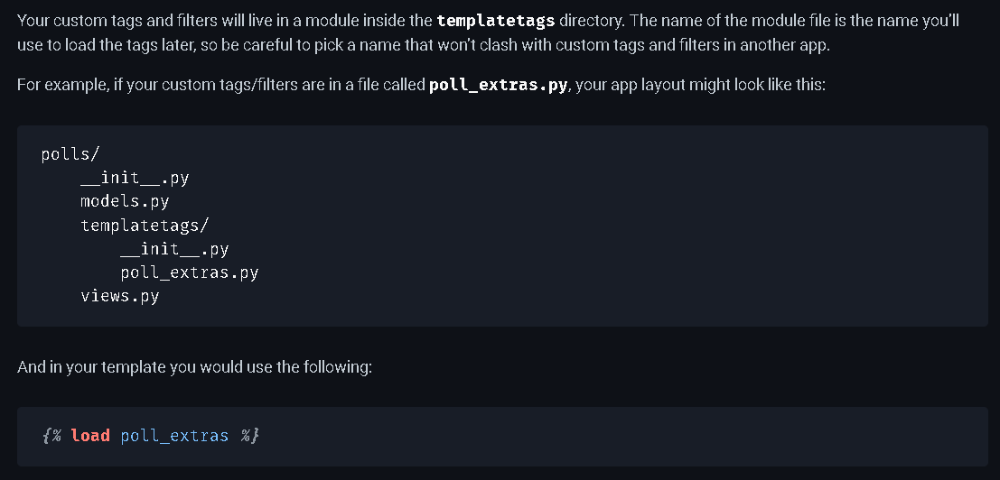 Your custom tags and filters will live in a module inside the templatetags directory. The name of the module file is the name you'll
use to load the tags later, so be careful to pick a name that won't clash with custom tags and filters in another app.
For example, if your custom tags/filters are in a file called poll_extras.py, your app layout might look like this:
polls/
    __init__.py
    models.py
    templatetags/
        __init__.py
        poll_extras.py
    views.py
And in your template you would use the following:
{% load poll_extras %}